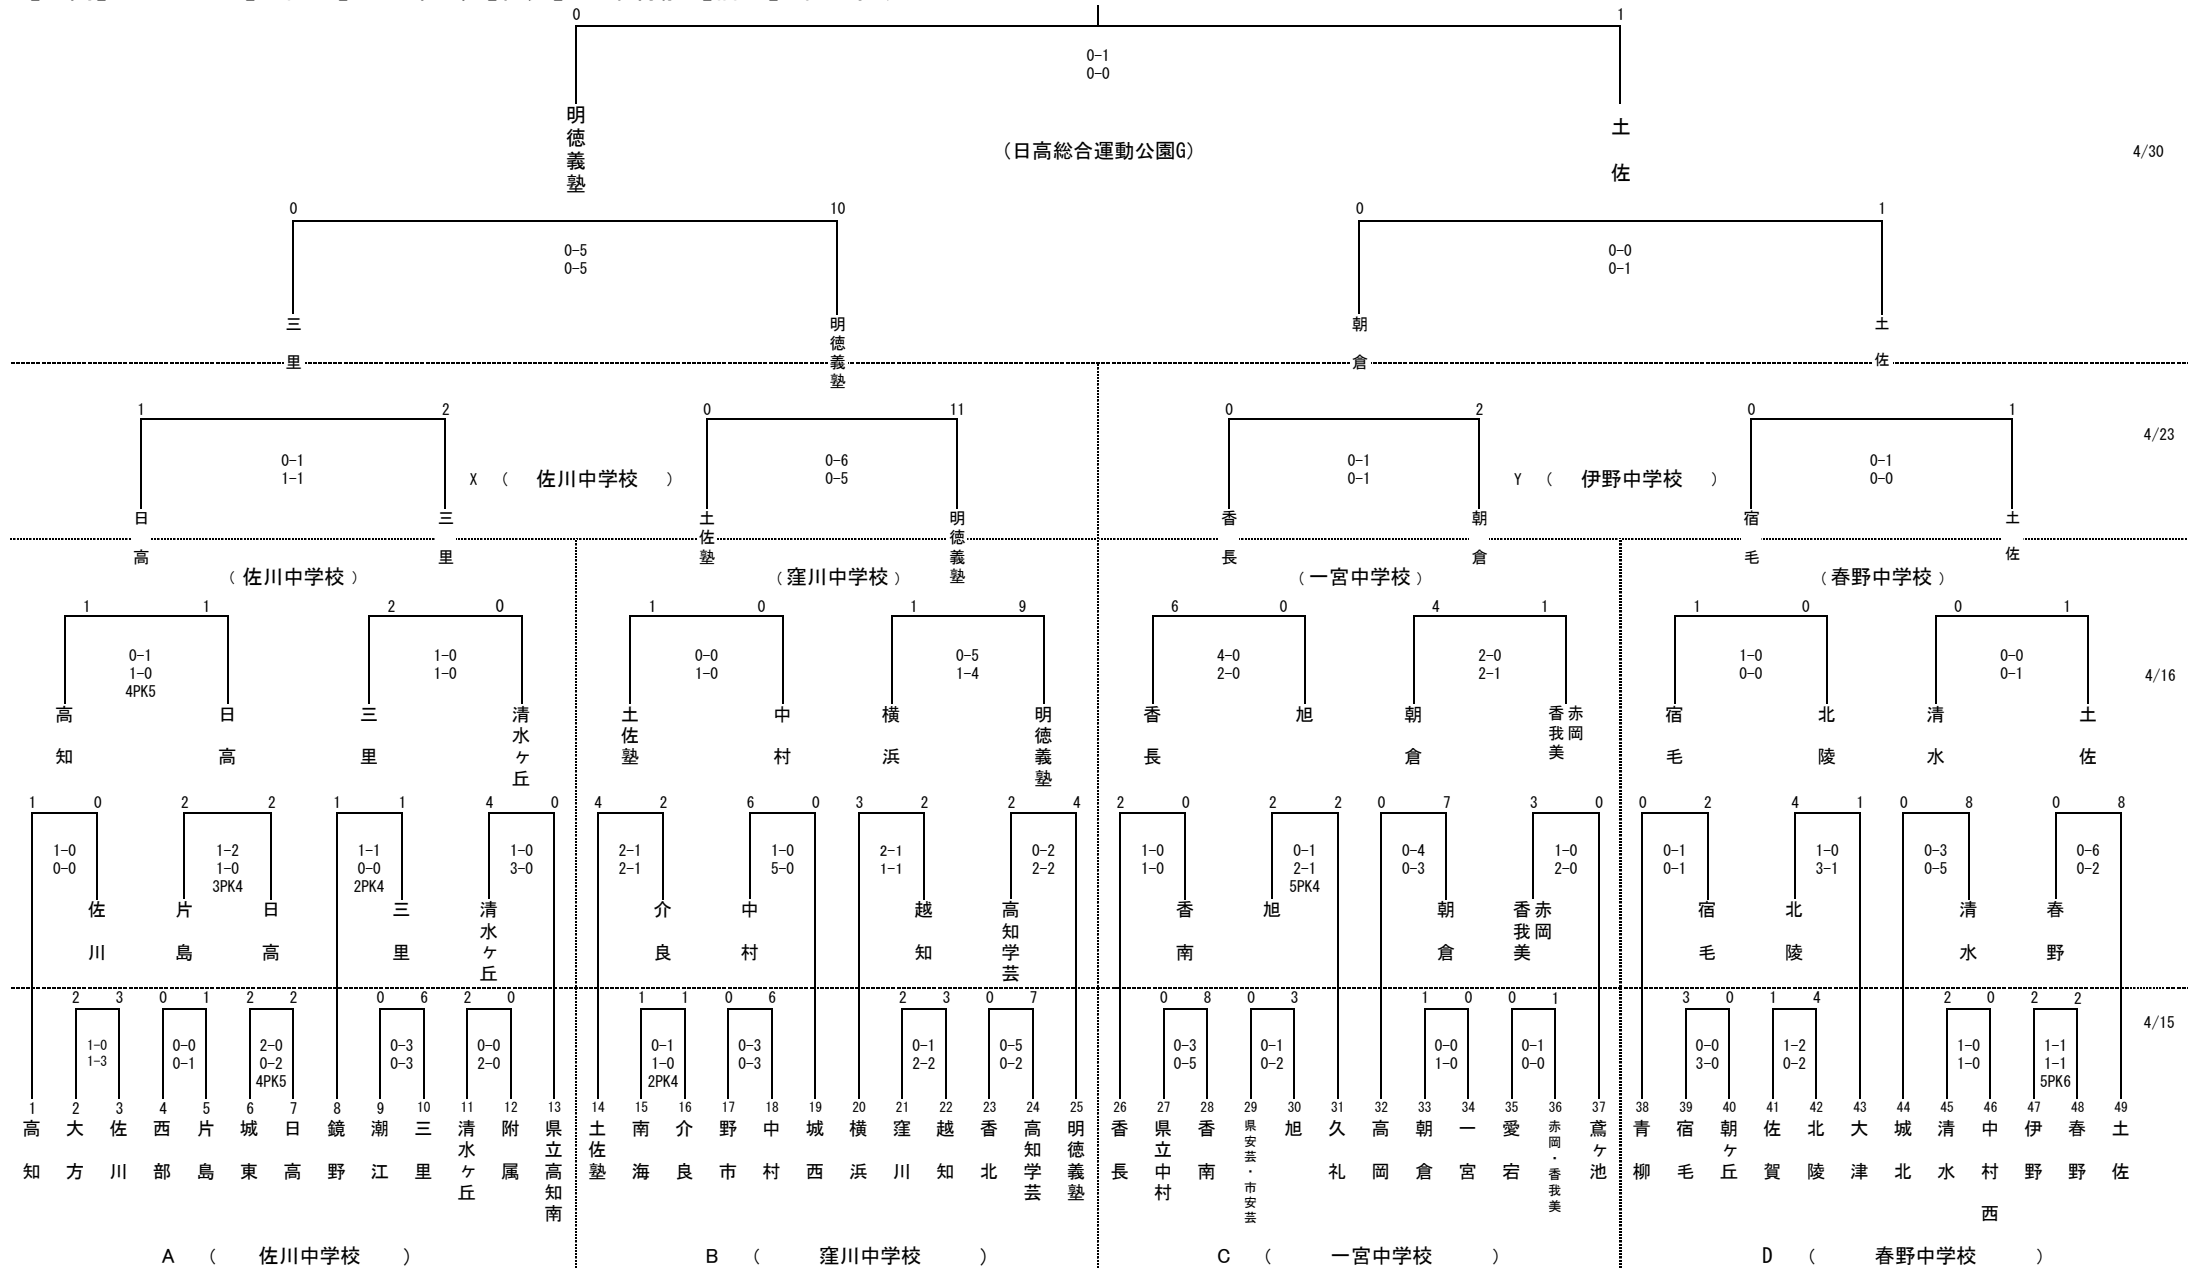 0 1
0-1
0-0
明徳義塾 土佐
(日高総合運動公園G) 4/30
0 10 0 1
0-5 0-0
0-5 0-1
三里 明徳義塾 朝倉 土佐
1 2 0 11 0 2 0 1
4/23
0-1 0-6 0-1 0-1
1-1 X ( 佐川中学校 ) 0-5 0-1 Y ( 伊野中学校 ) 0-0
日高 三里 土佐塾 明徳義塾 香長 朝倉 宿毛 土佐
(佐川中学校) (窪川中学校) (一宮中学校) (春野中学校)
1 1 2 0 1 0 1 9 6 0 4 1 1 0 0 1
0-1 1-0 0-0 0-5 4-0 2-0 1-0 0-0
1-0 1-0 1-0 1-4 2-0 2-1 0-0 0-1 4/16
4PK5
高知 日高 三里 清水ヶ丘 土佐塾 中村 横浜 明徳義塾 香長 旭 朝倉 赤岡香我美 宿毛 北陵 清水 土佐
1 0 2 2 1 1 4 0 4 2 6 0 3 2 2 4 2 0 2 2 0 7 3 0 0 2 4 1 0 8 0 8
1-0 1-2 1-1 1-0 2-1 1-0 2-1 0-2 1-0 0-1 0-4 1-0 0-1 1-0 0-3 0-6
0-0 1-0 0-0 3-0 2-1 5-0 1-1 2-2 1-0 2-1 0-3 2-0 0-1 3-1 0-5 0-2
3PK4 2PK4 5PK4
佐川 片島 日高 三里 清水ヶ丘 介良 中村 越知 高知学芸 香南 旭 朝倉 赤岡香我美 宿毛 北陵 清水 春野
2 3 0 1 2 2 0 6 2 0 1 1 0 6 2 3 0 7 0 8 0 3 1 0 0 1 3 0 1 4 2 0 2 2
4/15
1-0 0-0 2-0 0-3 0-0 0-1 0-3 0-1 0-5 0-3 0-1 0-0 0-1 0-0 1-2 1-0 1-1
1-3 0-1 0-2 0-3 2-0 1-0 0-3 2-2 0-2 0-5 0-2 1-0 0-0 3-0 0-2 1-0 1-1
4PK5 2PK4 5PK6
1 2 3 4 5 6 7 8 9 10 11 12 13 14 15 16 17 18 19 20 21 22 23 24 25 26 27 28 29 30 31 32 33 34 35 36 37 38 39 40 41 42 43 44 45 46 47 48 49
高知 大方 佐川 西部 片島 城東 日高 鏡野 潮江 三里 清水ヶ丘 附属 県立高知南 土佐塾 南海 介良 野市 中村 城西 横浜 窪川 越知 香北 高知学芸 明徳義塾 香長 県立中村 香南 県安芸・市安芸 旭 久礼 高岡 朝倉 一宮 愛宕 赤岡・香我美 鳶ヶ池 青柳 宿毛 朝ヶ丘 佐賀 北陵 大津 城北 清水 中村西 伊野 春野 土佐
A ( 佐川中学校 ) B ( 窪川中学校 ) C ( 一宮中学校 ) D ( 春野中学校 )